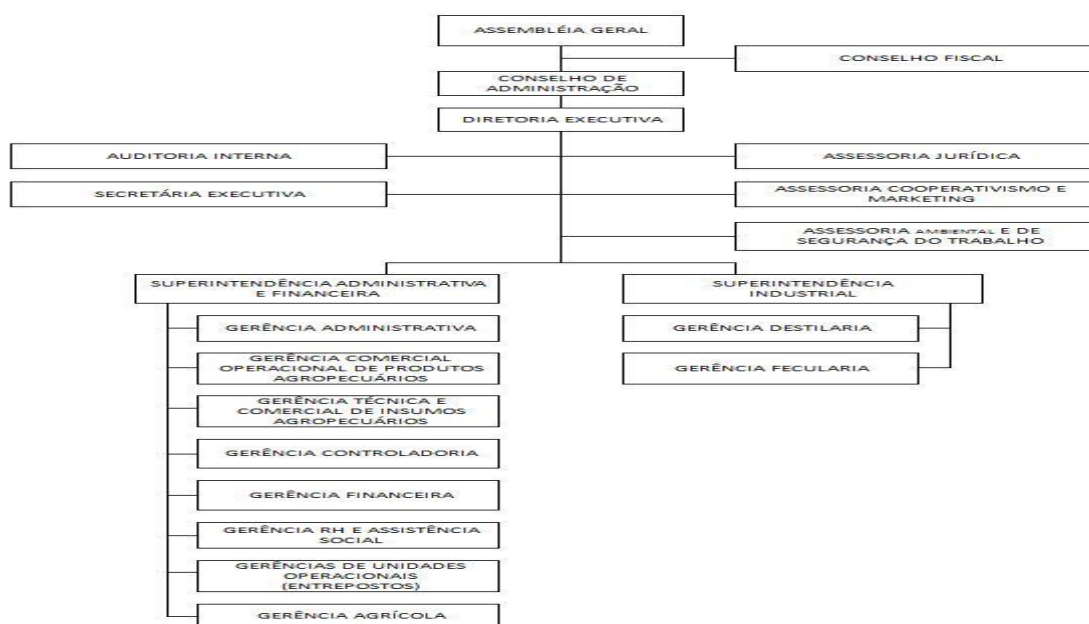 ASSEMBLÉIA GERAL
CONSELHO FISCAL
CONSELHO DE
ADMINISTRAÇÃO
DIRETORIA EXECUTIVA
AUDITORIA INTERNA
ASSESSORIA JURÍDICA
SECRETÁRIA EXECUTIVA
ASSESSORIA COOPERATIVISMO E
MARKETING
ASSESSORIA AMBIENTAL E DE
SEGURANÇA DO TRABALHO
SUPERINTENDÊNCIA ADMINISTRATIVA
E FINANCEIRA
GERÊNCIA ADMINISTRATIVA
GERÊNCIA COMERCIAL
OPERACIONAL DE PRODUTOS
AGROPECUÁRIOS
GERÊNCIA TÉCNICA E
COMERCIAL DE INSUMOS
AGROPECUÁRIOS
GERÊNCIA CONTROLADORIA
GERÊNCIA FINANCEIRA
GERÊNCIA RH E ASSISTÊNCIA
SOCIAL
GERÊNCIAS DE UNIDADES
OPERACIONAIS
(ENTREPOSTOS)
GERÊNCIA AGRÍCOLA
SUPERINTENDÊNCIA
INDUSTRIAL
GERÊNCIA DESTILARIA
GERÊNCIA FECULARIA